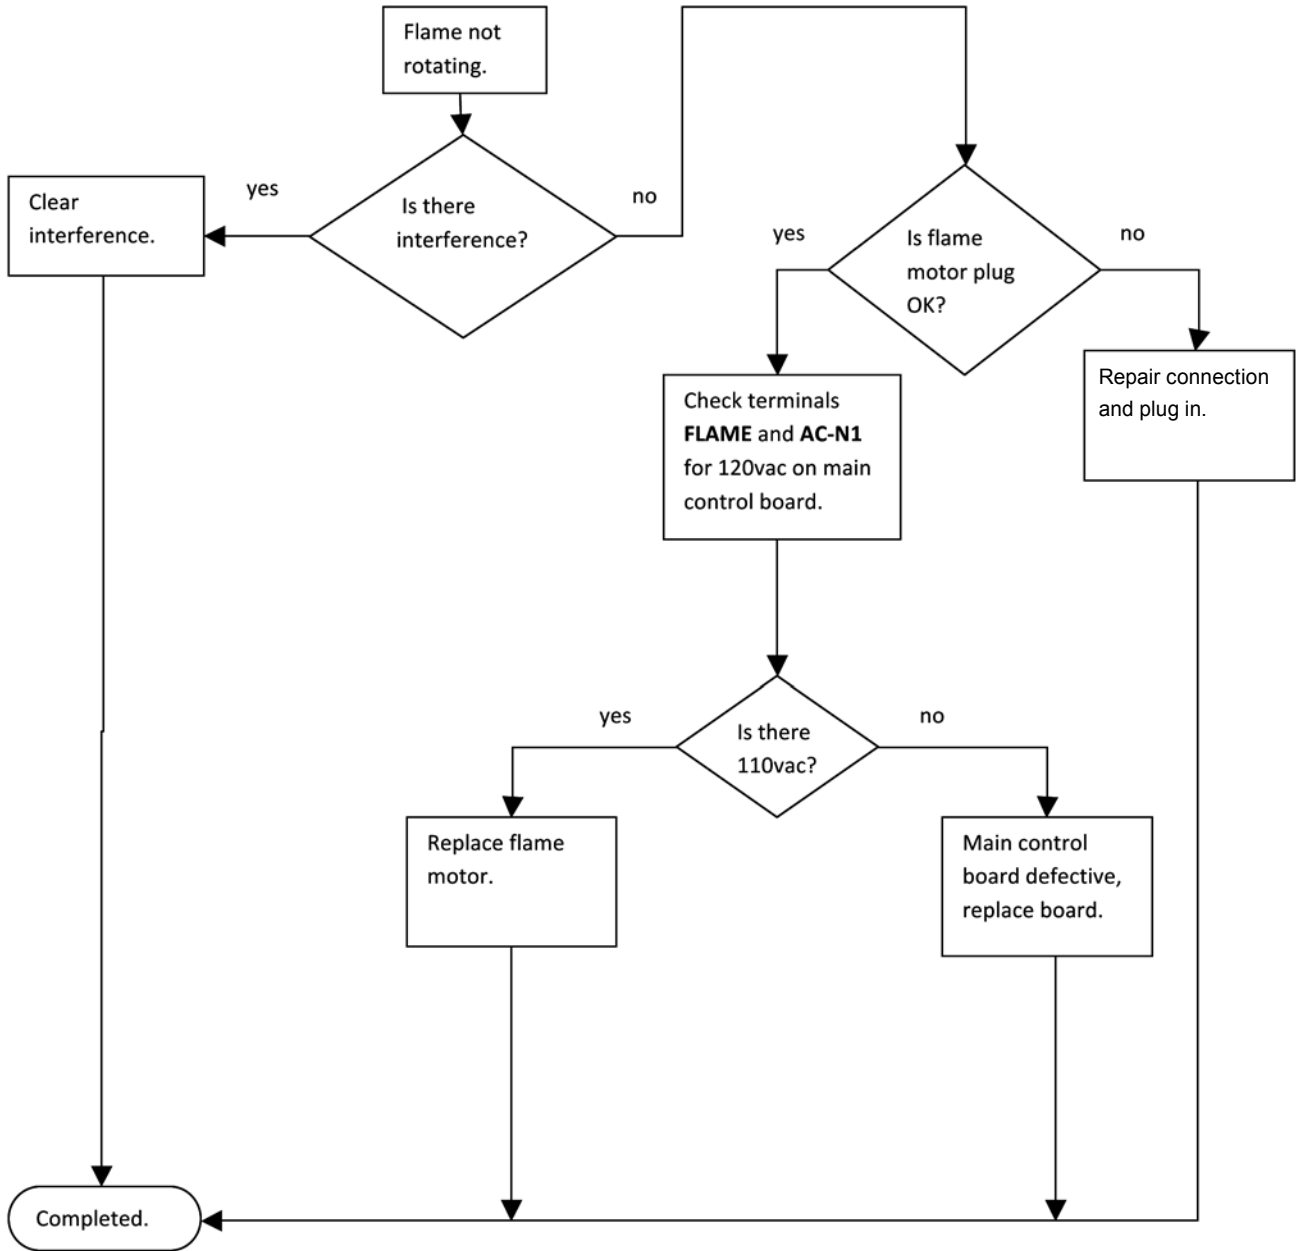 Flame not
rotating.
Is there
interference?
yes
no
Clear
interference.
Is flame
motor plug
OK?
yes
no
Check terminals
FLAME and AC-N1
for 120vac on main
control board.
Repair connection
and plug in.
Is there
110vac?
yes
no
Replace flame
motor.
Main control
board defective,
replace board.
Completed.